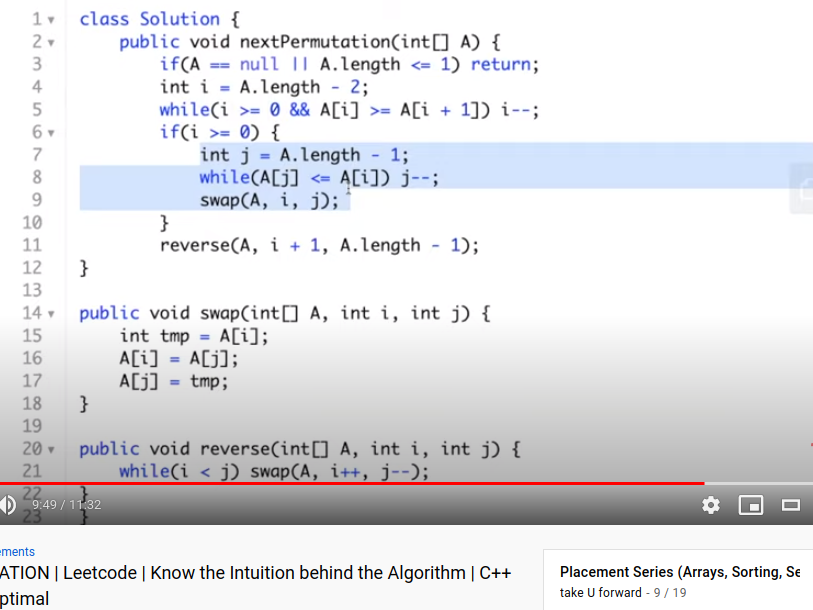 1 class Solution {
2 public void nextPermutation(int[] A) {
3 if(A == null || A.length <= 1) return;
4 int i = A.length - 2;
5 while(i >= 0 && A[i] >= A[i + 1]) i--;
6 if(i >= 0) {
7 int j = A.length - 1;
8 while(A[j] <= A[i]) j--;
9 swap(A, i, j);
10 }
11 reverse(A, i + 1, A.length - 1);
12 }
13
14 public void swap(int[] A, int i, int j) {
15 int tmp = A[i];
16 A[i] = A[j];
17 A[j] = tmp;
18 }
19
20 public void reverse(int[] A, int i, int j) {
21 while(i < j) swap(A, i++, j--);
22 }
23 }
9:49 / 11:32
ements
ATION | Leetcode | Know the Intuition behind the Algorithm | C++
ptimal
Placement Series (Arrays, Sorting, Se
take U forward - 9 / 19